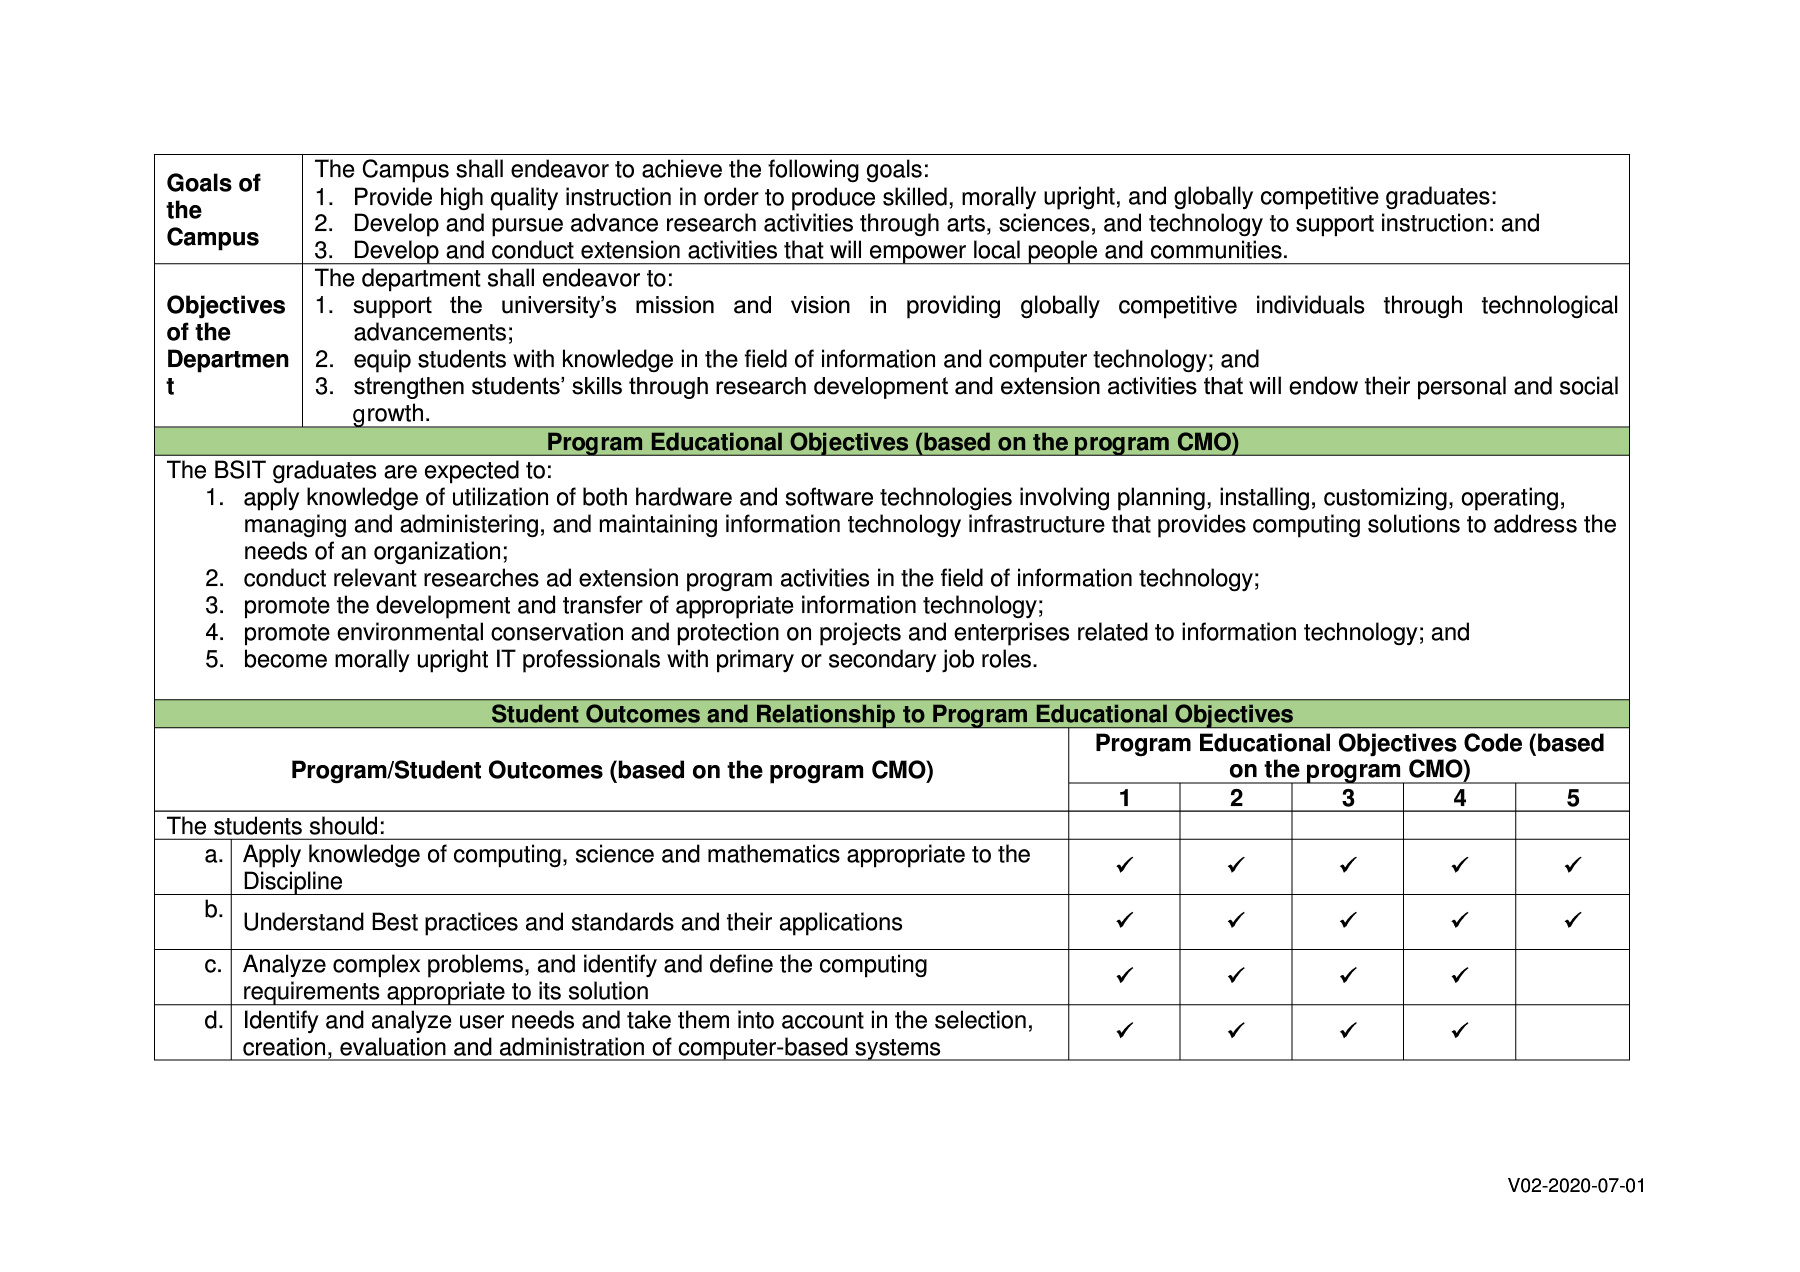 Goals of
the
Campus
The Campus shall endeavor to achieve the following goals:
1. Provide high quality instruction in order to produce skilled, morally upright, and globally competitive graduates:
2. Develop and pursue advance research activities through arts, sciences, and technology to support instruction: and
3. Develop and conduct extension activities that will empower local people and communities.
Objectives
of the
Departmen
t
The department shall endeavor to:
1. support the university’s mission and vision in providing globally competitive individuals through technological
advancements;
2. equip students with knowledge in the field of information and computer technology; and
3. strengthen students’ skills through research development and extension activities that will endow their personal and social
growth.
Program Educational Objectives (based on the program CMO)
The BSIT graduates are expected to:
1. apply knowledge of utilization of both hardware and software technologies involving planning, installing, customizing, operating,
managing and administering, and maintaining information technology infrastructure that provides computing solutions to address the
needs of an organization;
2. conduct relevant researches ad extension program activities in the field of information technology;
3. promote the development and transfer of appropriate information technology;
4. promote environmental conservation and protection on projects and enterprises related to information technology; and
5. become morally upright IT professionals with primary or secondary job roles.
Student Outcomes and Relationship to Program Educational Objectives
Program/Student Outcomes (based on the program CMO)
Program Educational Objectives Code (based
on the program CMO)
1 2 3 4 5
The students should:
a. Apply knowledge of computing, science and mathematics appropriate to the
Discipline
✓ ✓ ✓ ✓ ✓
b. Understand Best practices and standards and their applications
✓ ✓ ✓ ✓ ✓
c. Analyze complex problems, and identify and define the computing
requirements appropriate to its solution
✓ ✓ ✓ ✓
d. Identify and analyze user needs and take them into account in the selection,
creation, evaluation and administration of computer-based systems
✓ ✓ ✓ ✓
V02-2020-07-01